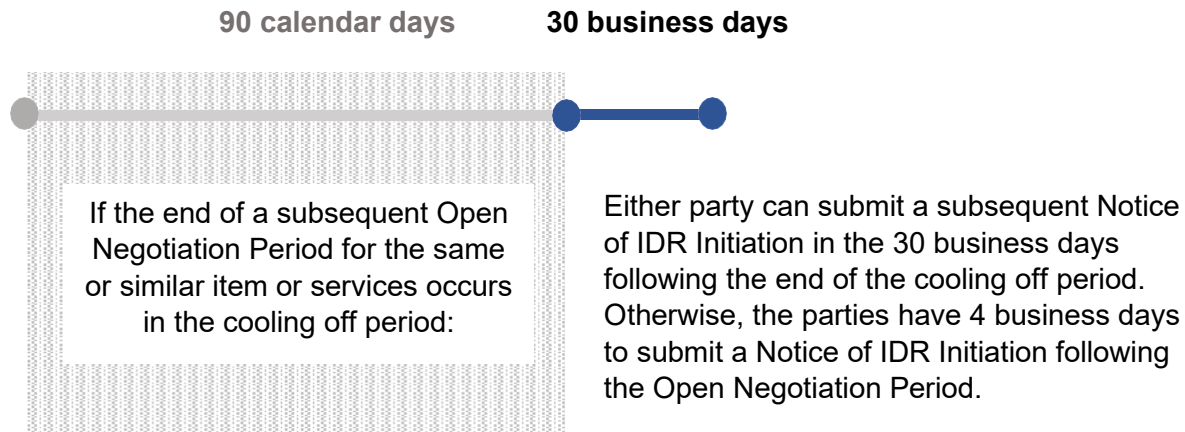 90 calendar days
30 business days
If the end of a subsequent Open
Negotiation Period for the same
or similar item or services occurs
in the cooling off period:
Either party can submit a subsequent Notice
of IDR Initiation in the 30 business days
following the end of the cooling off period.
Otherwise, the parties have 4 business days
to submit a Notice of IDR Initiation following
the Open Negotiation Period.